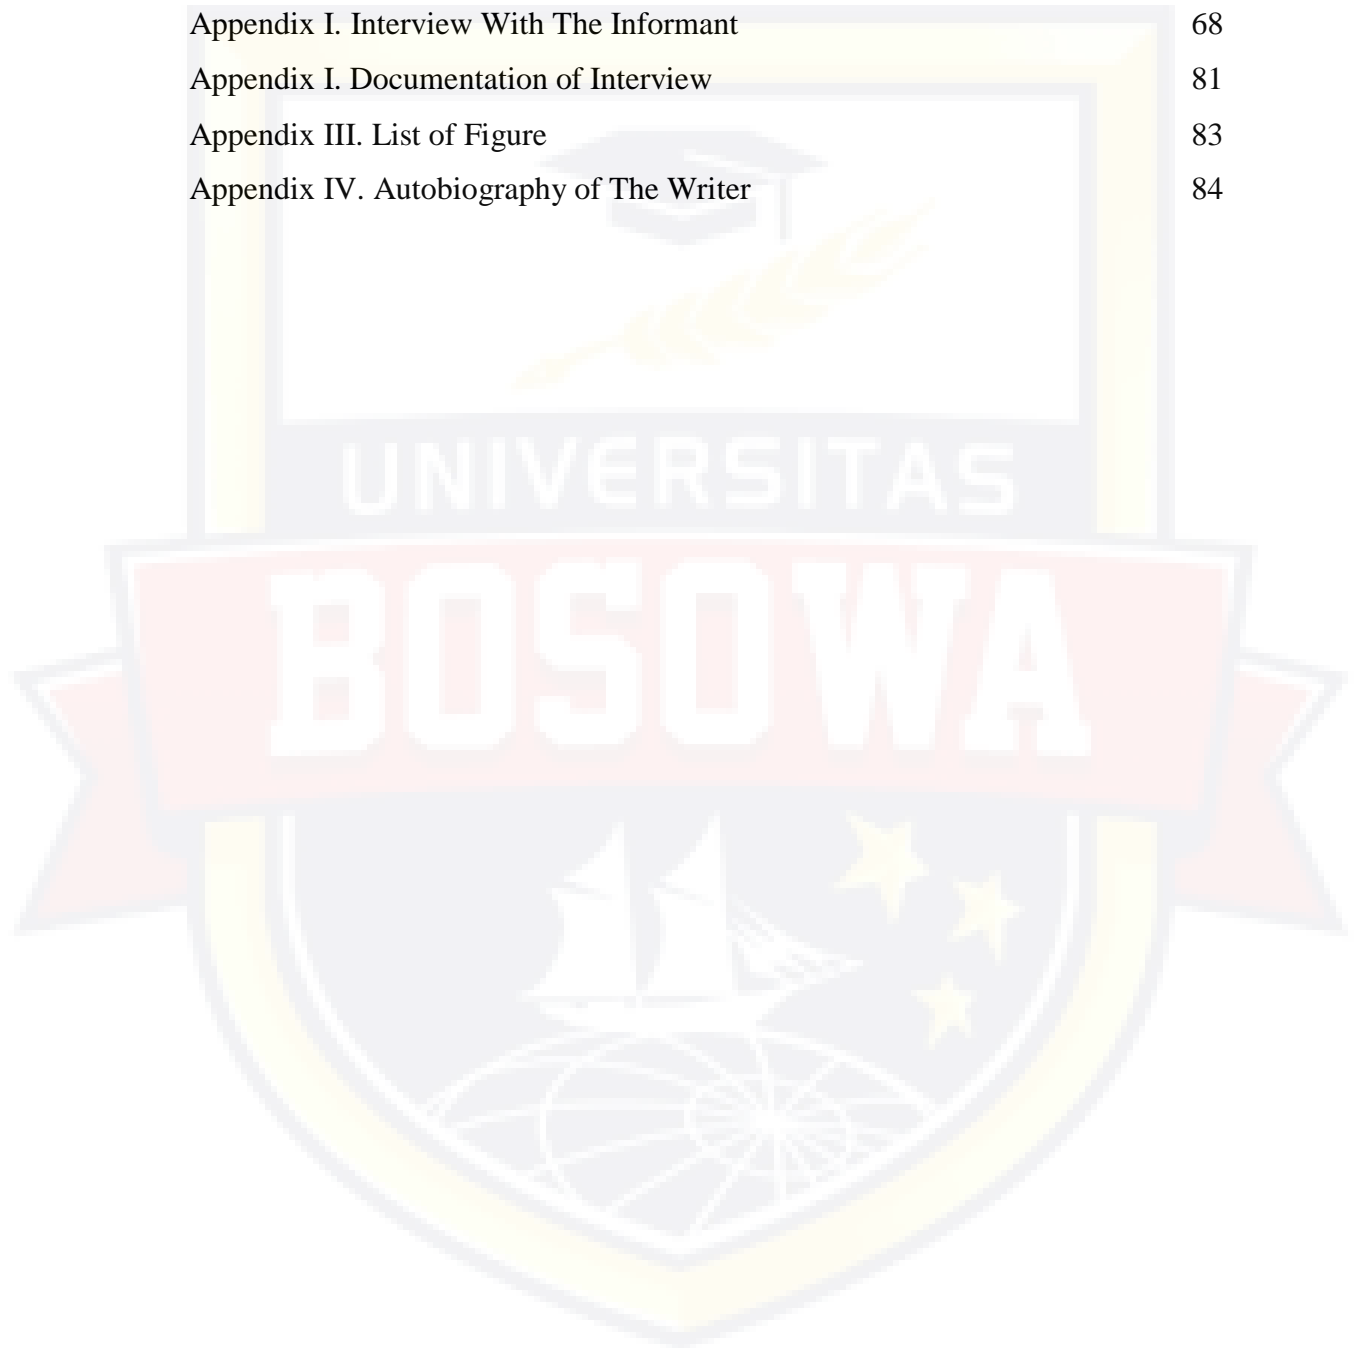 Appendix I. Interview With The Informant 68
Appendix I. Documentation of Interview 81
Appendix III. List of Figure 83
Appendix IV. Autobiography of The Writer 84
UNIVERSITAS
BOSOWA